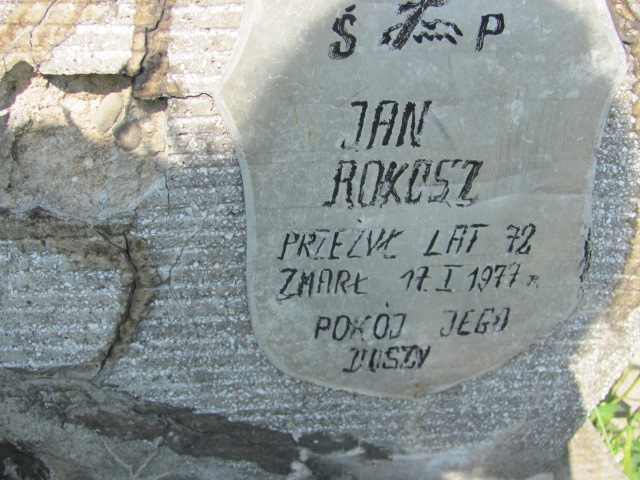 Ś P
JAN
ROKOSZ
PRZEŻYŁ LAT 72
ZMARŁ 17.I 1977 R
POKÓJ JEGO
DUSZY